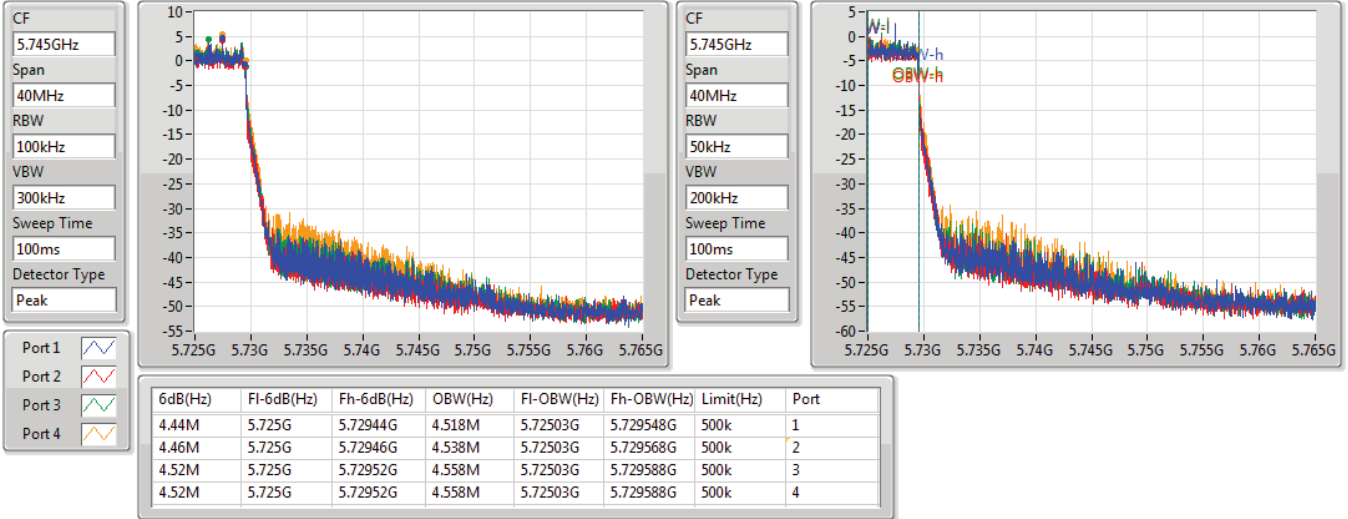 CF
5.745GHz
Span
40MHz
RBW
100kHz
VBW
300kHz
Sweep Time
100ms
Detector Type
Peak
10
5
0
-5
-10
-15
-20
-25
-30
-35
-40
-45
-50
-55
5.725G 5.73G 5.735G 5.74G 5.745G 5.75G 5.755G 5.76G 5.765G
CF
5.745GHz
Span
40MHz
RBW
50kHz
VBW
200kHz
Sweep Time
100ms
Detector Type
Peak
5
0
-5
-10
-15
-20
-25
-30
-35
-40
-45
-50
-55
-60
W-l
W-h
OBW-h
5.725G 5.73G 5.735G 5.74G 5.745G 5.75G 5.755G 5.76G 5.765G
Port 1
Port 2
Port 3
Port 4
6dB(Hz) Fl-6dB(Hz) Fh-6dB(Hz) OBW(Hz) Fl-OBW(Hz) Fh-OBW(Hz) Limit(Hz) Port
4.44M 5.725G 5.72944G 4.518M 5.72503G 5.729548G 500k 1
4.46M 5.725G 5.72946G 4.538M 5.72503G 5.729568G 500k 2
4.52M 5.725G 5.72952G 4.558M 5.72503G 5.729588G 500k 3
4.52M 5.725G 5.72952G 4.558M 5.72503G 5.729588G 500k 4